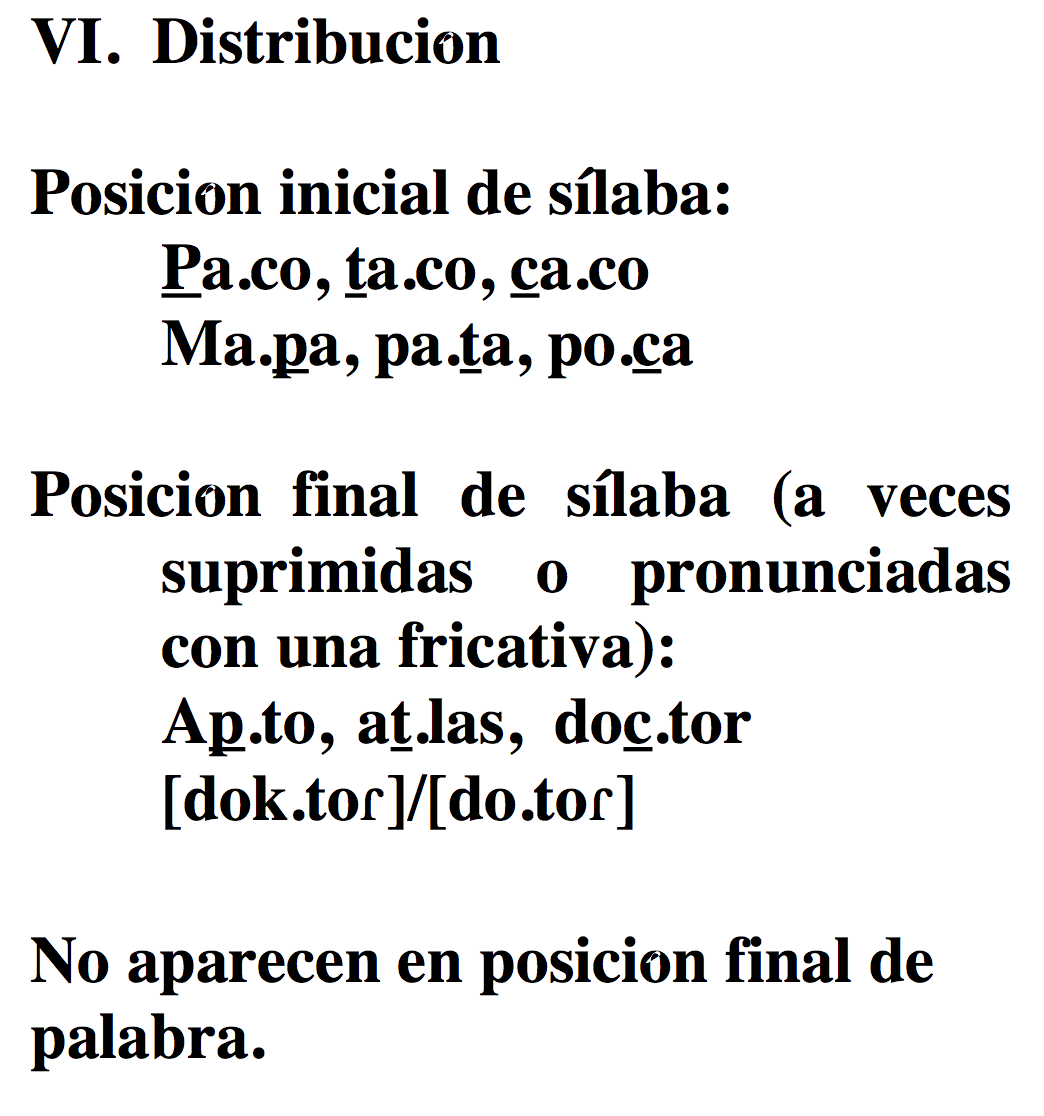 VI. Distribución
Posición inicial de sílaba:
Pa.co, ta.co, ca.co
Ma.pa, pa.ta, po.ca
Posición final de sílaba (a veces
suprimidas o pronunciadas
con una fricativa):
Ap.to, at.las, doc.tor
[dok.toɾ]/[do.toɾ]
No aparecen en posición final de
palabra.